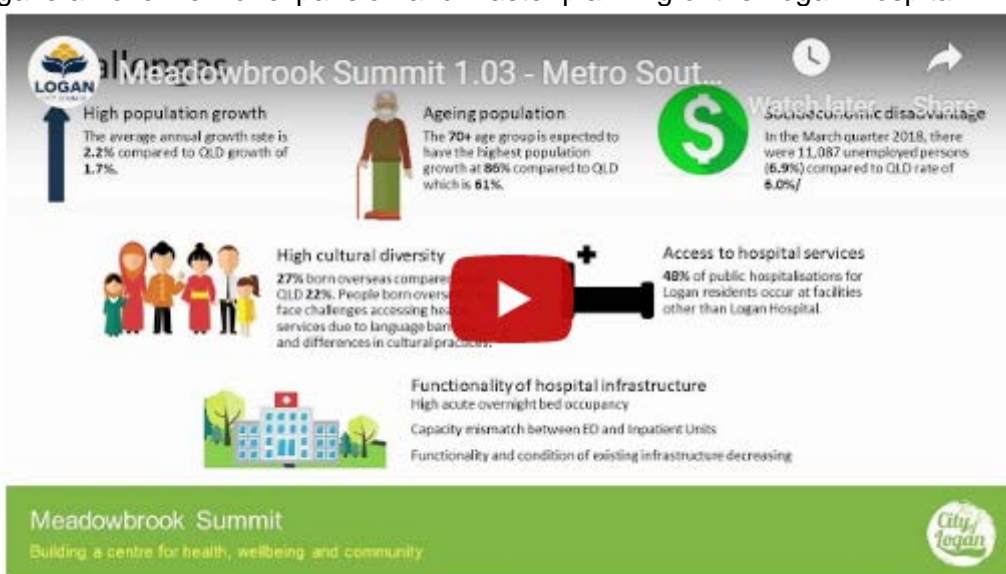 LOGAN
Meadowbrook Summit 1.03 - Metro Sout...
Watch later
Share
High population growth
The average annual growth rate is
2.2% compared to QLD growth of
1.7%.
Ageing population
The 70+ age group is expected to
have the highest population
growth at 86% compared to QLD
which is 61%.
Socioeconomic disadvantage
In the March quarter 2018, there
were 11,087 unemployed persons
(6.9%) compared to QLD rate of
6.0%/
High cultural diversity
27% born overseas compared
QLD 22%. People born
face challenges accessing
services due to language
and differences in cultural practices.
Access to hospital services
48% of public hospitalisations for
Logan residents occur at facilities
other than Logan Hospital.
Functionality of hospital infrastructure
High acute overnight bed occupancy
Capacity mismatch between ED and Inpatient Units
Functionality and condition of existing infrastructure decreasing
Meadowbrook Summit
Building a centre for health, wellbeing and community
City of
Logan